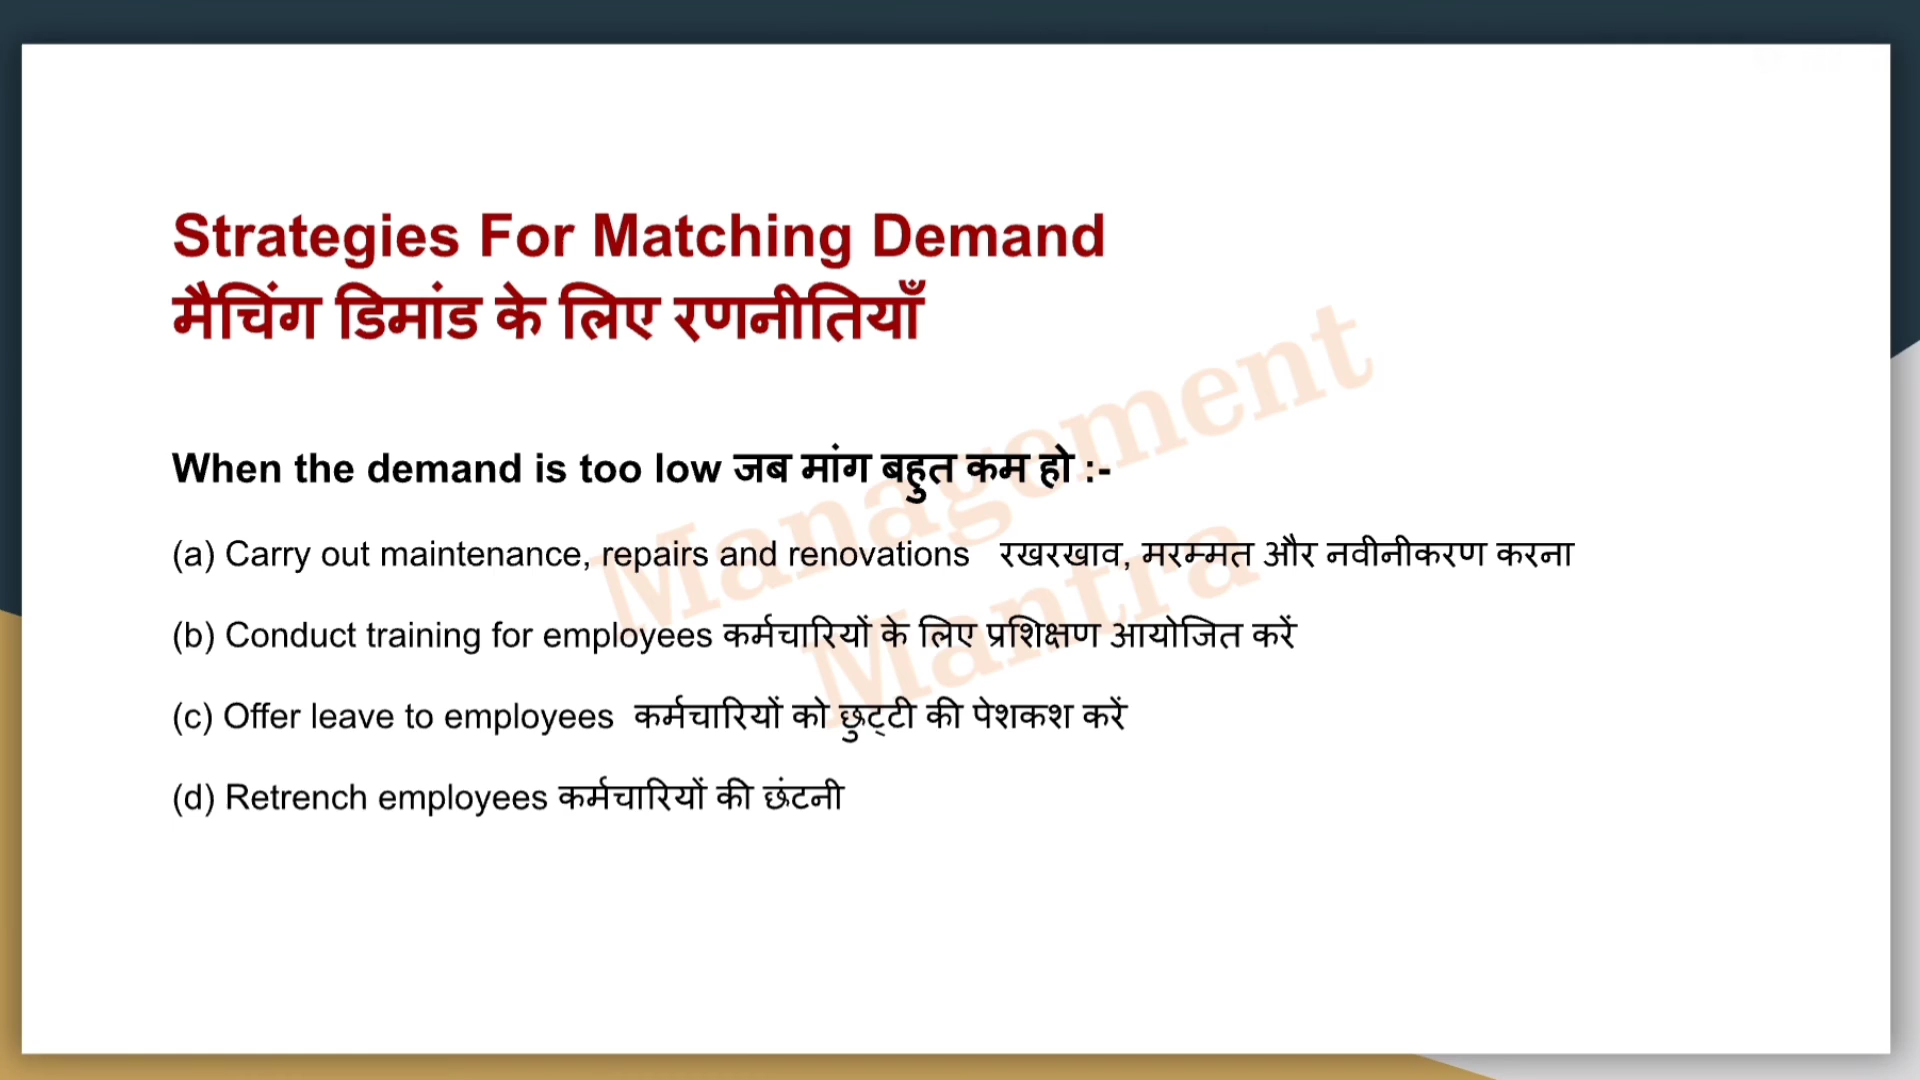 Strategies For Matching Demand
मैचिंग डिमांड के लिए रणनीतियाँ
When the demand is too low जब मांग बहुत कम हो :-
(a) Carry out maintenance, repairs and renovations रखरखाव, मरम्मत और नवीनीकरण करना
(b) Conduct training for employees कर्मचारियों के लिए प्रशिक्षण आयोजित करें
(c) Offer leave to employees कर्मचारियों को छुट्टी की पेशकश करें
(d) Retrench employees कर्मचारियों की छंटनी
Management
Mantra